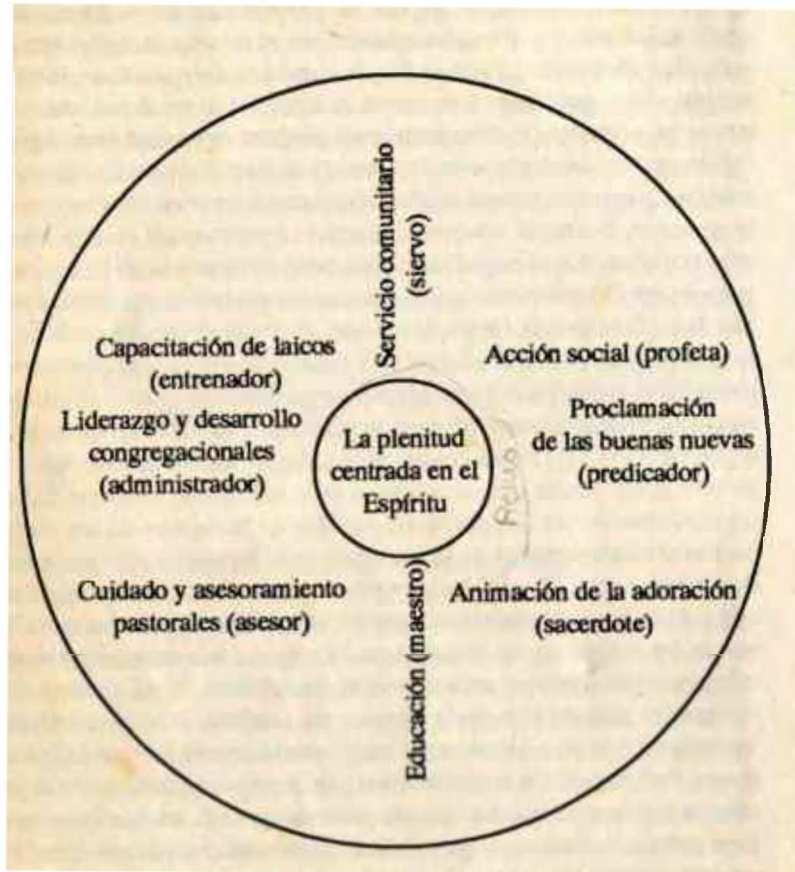 Servicio comunitario
(siervo)
Capacitación de laicos
(entrenador)
Acción social (profeta)
Liderazgo y desarrollo
congregacionales
(administrador)
La plenitud
centrada en el
Espíritu
Proclamación
de las buenas nuevas
(predicador)
Cuidado y asesoramiento
pastorales (asesor)
Animación de la adoración
(sacerdote)
Educación (maestro)